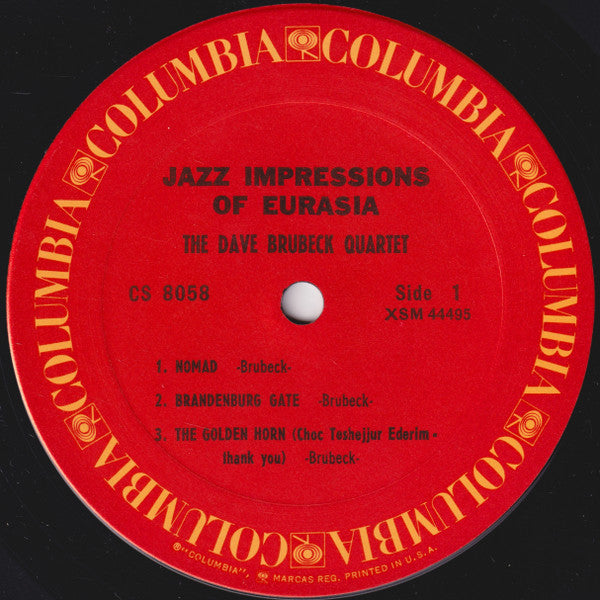 COLUMBIA COLUMBIA COLUMBIA COLUMBIA COLUMBIA COLUMBIA COLUMBIA COLUMBIA
JAZZ IMPRESSIONS
OF EURASIA
THE DAVE BRUBECK QUARTET
CS 8058
Side 1
XSM 44495
1. NOMAD -Brubeck-
2. BRANDENBURG GATE -Brubeck-
3. THE GOLDEN HORN (Choc Teshejjur Ederim -
thank you) -Brubeck-
®"COLUMBIA", MARCAS REG. PRINTED IN U.S.A.